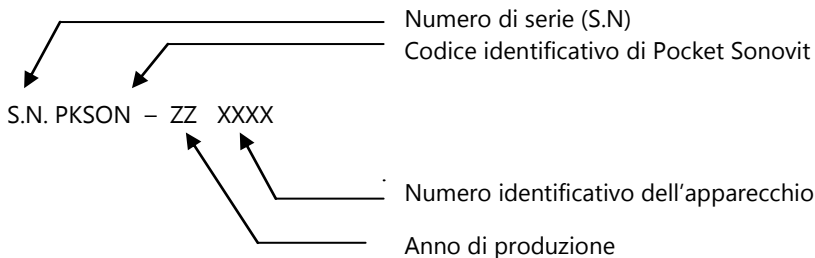 Numero di serie (S.N)
Codice identificativo di Pocket Sonovit
S.N. PKSON – ZZ XXXX
Numero identificativo dell'apparecchio
Anno di produzione